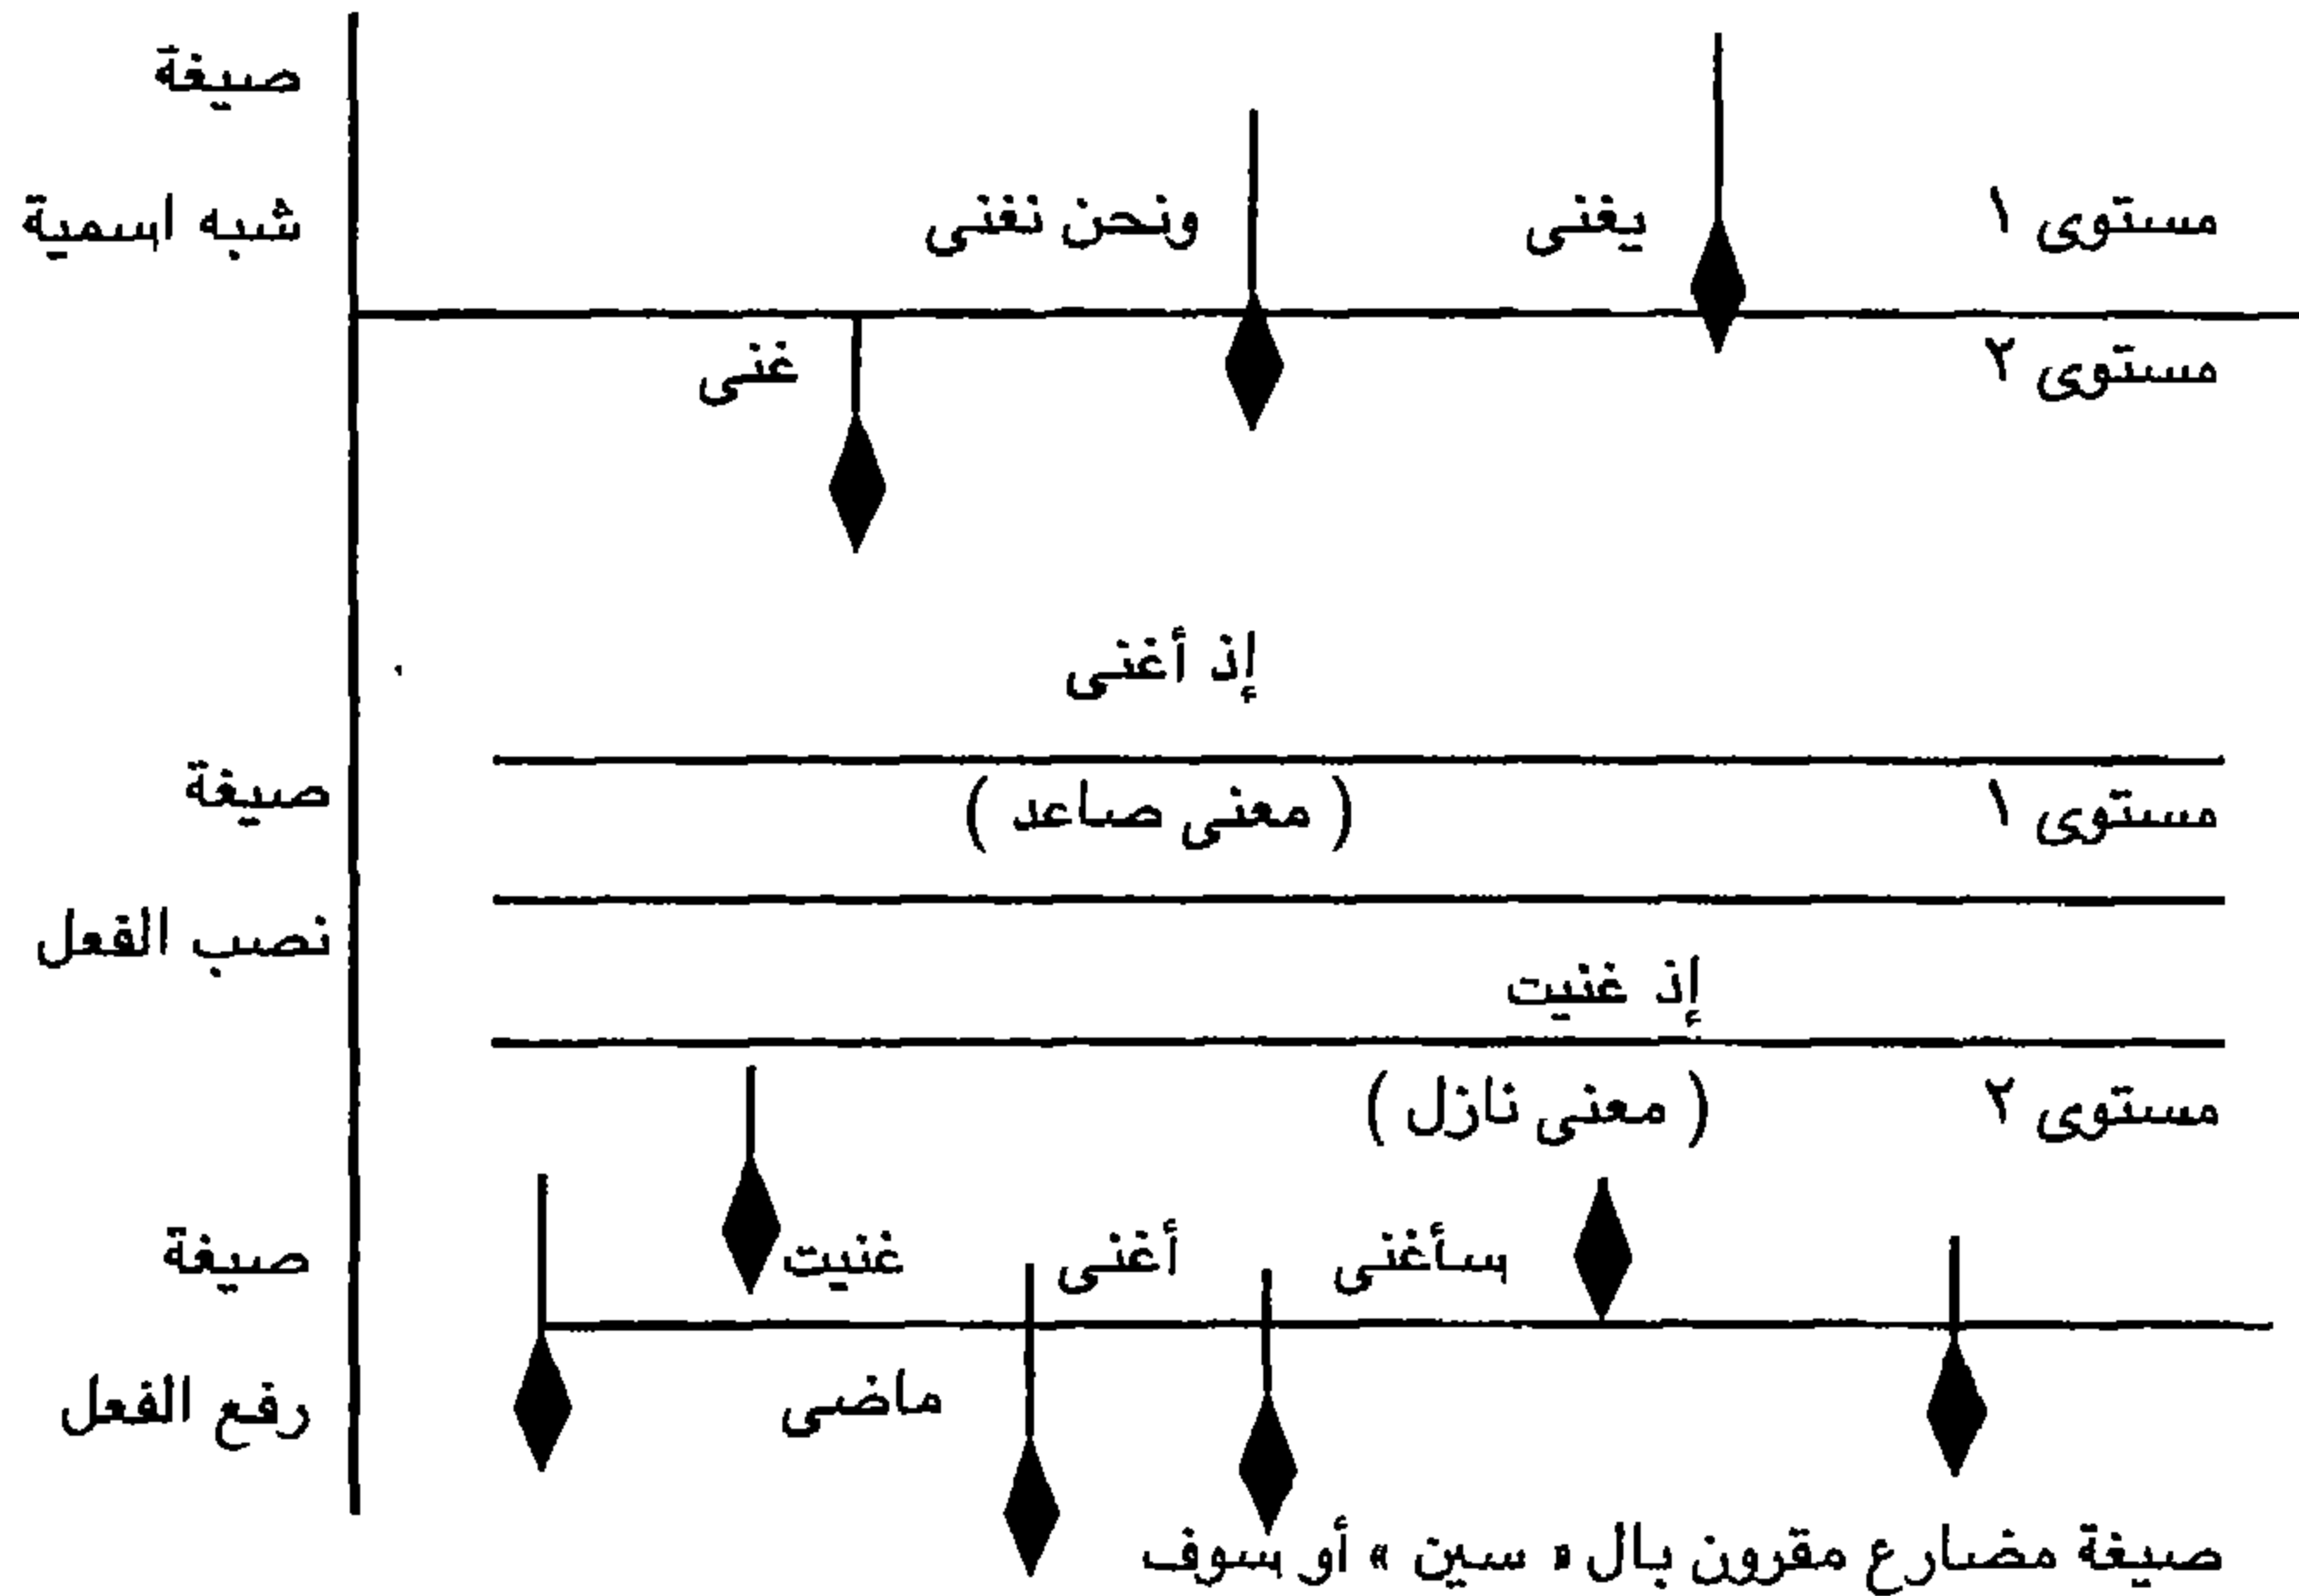 صيغة
شبه اسمية
مستوى ١
يغنى
ونحن نغنى
مستوى ٢
غنى
إذ أغنى
صيغة
مستوى ١
( معنى صاعد )
نصب الفعل
إذ غنيت
مستوى ٢
( معنى نازل )
صيغة
سأغنى
أغنى
غنيت
رفع الفعل
ماضى
صيغة مضارع مقرون بال « سين » أو سوف